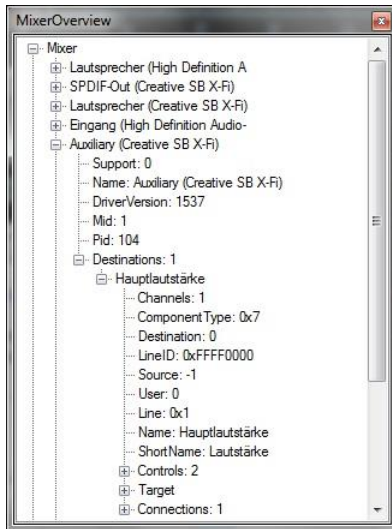 MixerOverview
Mixer
Lautsprecher (High Definition A
SPDIF-Out (Creative SB X-Fi)
Lautsprecher (Creative SB X-Fi)
Eingang (High Definition Audio-
Auxiliary (Creative SB X-Fi)
Support: 0
Name: Auxiliary (Creative SB X-Fi)
DriverVersion: 1537
Mid: 1
Pid: 104
Destinations: 1
Hauptlautstärke
Channels: 1
ComponentType: 0x7
Destination: 0
LineID: 0xFFFF0000
Source: -1
User: 0
Line: 0x1
Name: Hauptlautstärke
ShortName: Lautstärke
Controls: 2
Target
Connections: 1